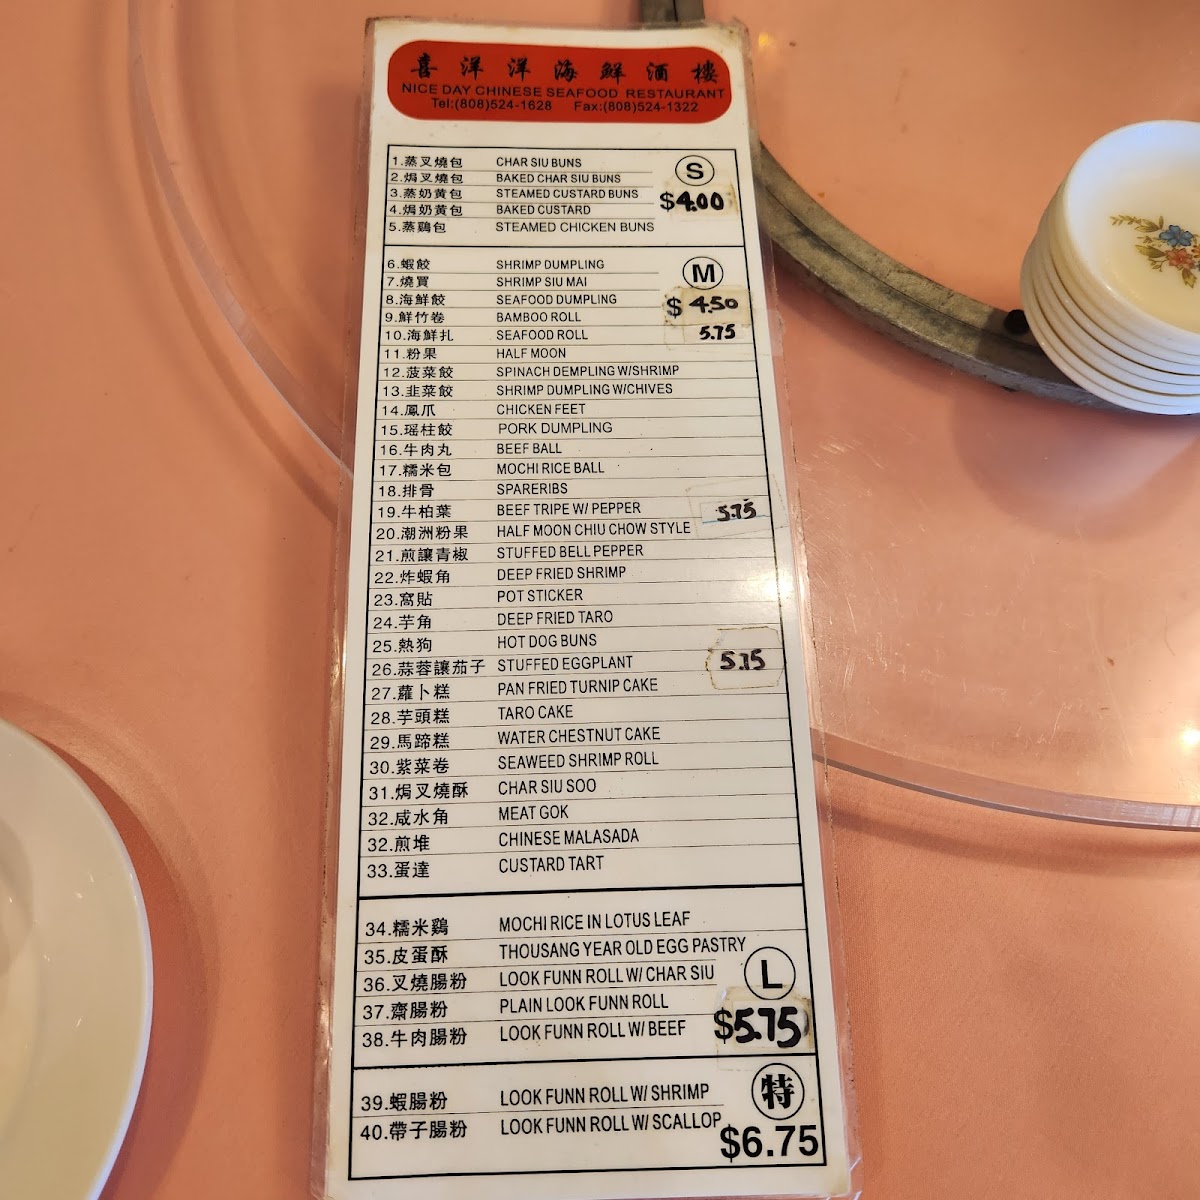 喜洋洋海鮮酒樓
NICE DAY CHINESE SEAFOOD RESTAURANT
Tel:(808)524-1628 Fax:(808)524-1322
1.蒸叉燒包 CHAR SIU BUNS
2.焗叉燒包 BAKED CHAR SIU BUNS
3.蒸奶黃包 STEAMED CUSTARD BUNS
4.焗奶黃包 BAKED CUSTARD
5.蒸鷄包 STEAMED CHICKEN BUNS
S
$4.00
6.蝦餃 SHRIMP DUMPLING
7.燒買 SHRIMP SIU MAI
8.海鮮餃 SEAFOOD DUMPLING
9.鮮竹卷 BAMBOO ROLL
M
$4.50
10.海鮮扎 SEAFOOD ROLL 5.75
11.粉果 HALF MOON
12.菠菜餃 SPINACH DEMPLING W/SHRIMP
13.韭菜餃 SHRIMP DUMPLING W/CHIVES
14.鳳爪 CHICKEN FEET
15.瑶柱餃 PORK DUMPLING
16.牛肉丸 BEEF BALL
17.糯米包 MOCHI RICE BALL
18.排骨 SPARERIBS
19.牛柏葉 BEEF TRIPE W/ PEPPER 5.75
20.潮洲粉果 HALF MOON CHIU CHOW STYLE
21.煎讓青椒 STUFFED BELL PEPPER
22.炸蝦角 DEEP FRIED SHRIMP
23.窩貼 POT STICKER
24.芋角 DEEP FRIED TARO
25.熱狗 HOT DOG BUNS
26.蒜蓉讓茄子 STUFFED EGGPLANT 5.75
27.蘿卜糕 PAN FRIED TURNIP CAKE
28.芋頭糕 TARO CAKE
29.馬蹄糕 WATER CHESTNUT CAKE
30.紫菜卷 SEAWEED SHRIMP ROLL
31.焗叉燒酥 CHAR SIU SOO
32.咸水角 MEAT GOK
32.煎堆 CHINESE MALASADA
33.蛋達 CUSTARD TART
34.糯米鷄 MOCHI RICE IN LOTUS LEAF
35.皮蛋酥 THOUSANG YEAR OLD EGG PASTRY
36.叉燒腸粉 LOOK FUNN ROLL W/ CHAR SIU
37.齋腸粉 PLAIN LOOK FUNN ROLL
38.牛肉腸粉 LOOK FUNN ROLL W/ BEEF
L
$5.75
39.蝦腸粉 LOOK FUNN ROLL W/ SHRIMP
40.帶子腸粉 LOOK FUNN ROLL W/ SCALLOP
特
$6.75